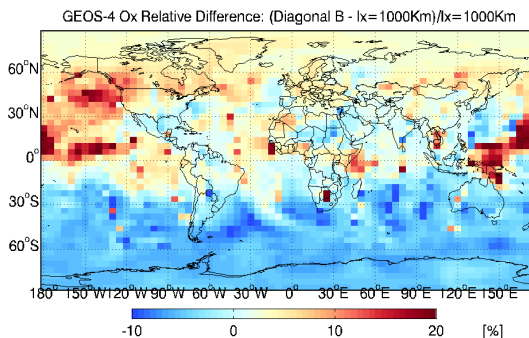 GEOS-4 Ox Relative Difference: (Diagonal B - lx=1000Km)/lx=1000Km
60°N
30°N
0°
30°S
60°S
180°W 150°W 120°W 90°W 60°W 30°W 0° 30°E 60°E 90°E 120°E 150°E
-10 0 10 20 [%]